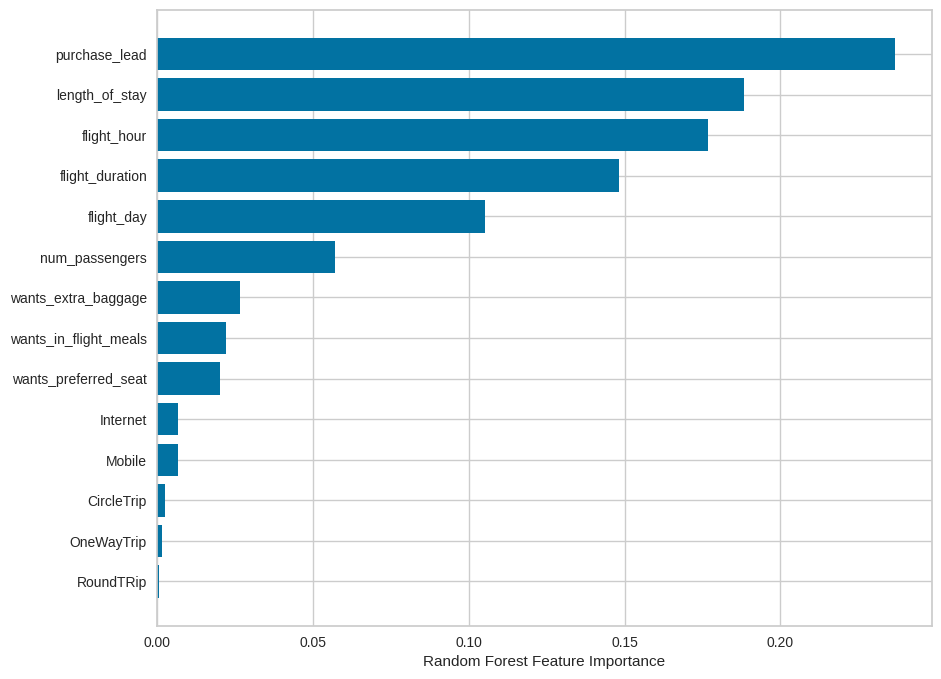 purchase_lead
length_of_stay
flight_hour
flight_duration
flight_day
num_passengers
wants_extra_baggage
wants_in_flight_meals
wants_preferred_seat
Internet
Mobile
CircleTrip
OneWayTrip
RoundTRip
0.00 0.05 0.10 0.15 0.20
Random Forest Feature Importance